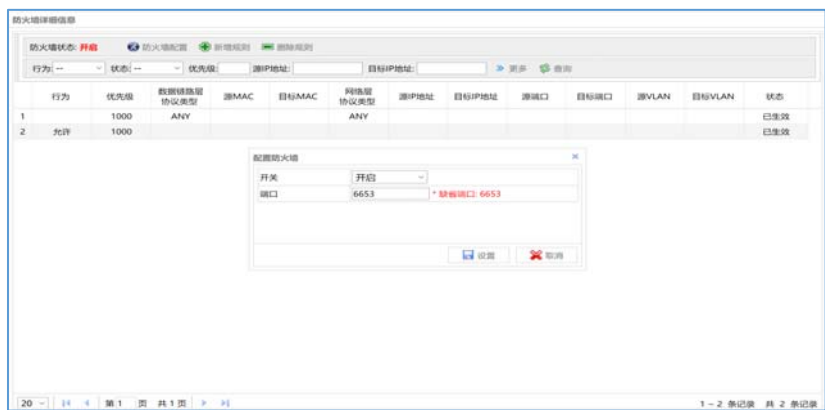 防火墙详细信息
防火墙状态: 开启 防火墙配置 新增规则 删除规则
行为: -- 状态: -- 优先级: 源IP地址: 目标IP地址: 更多 查询
行为 优先级 数据链路层协议类型 源MAC 目标MAC 网络层协议类型 源IP地址 目标IP地址 源端口 目标端口 源VLAN 目标VLAN 状态
1 1000 ANY ANY 已生效
2 允许 1000 已生效
配置防火墙
开关 开启
端口 6653 * 缺省端口: 6653
设置 取消
20 第 1 页 共 1 页 1 - 2 条记录 共 2 条记录